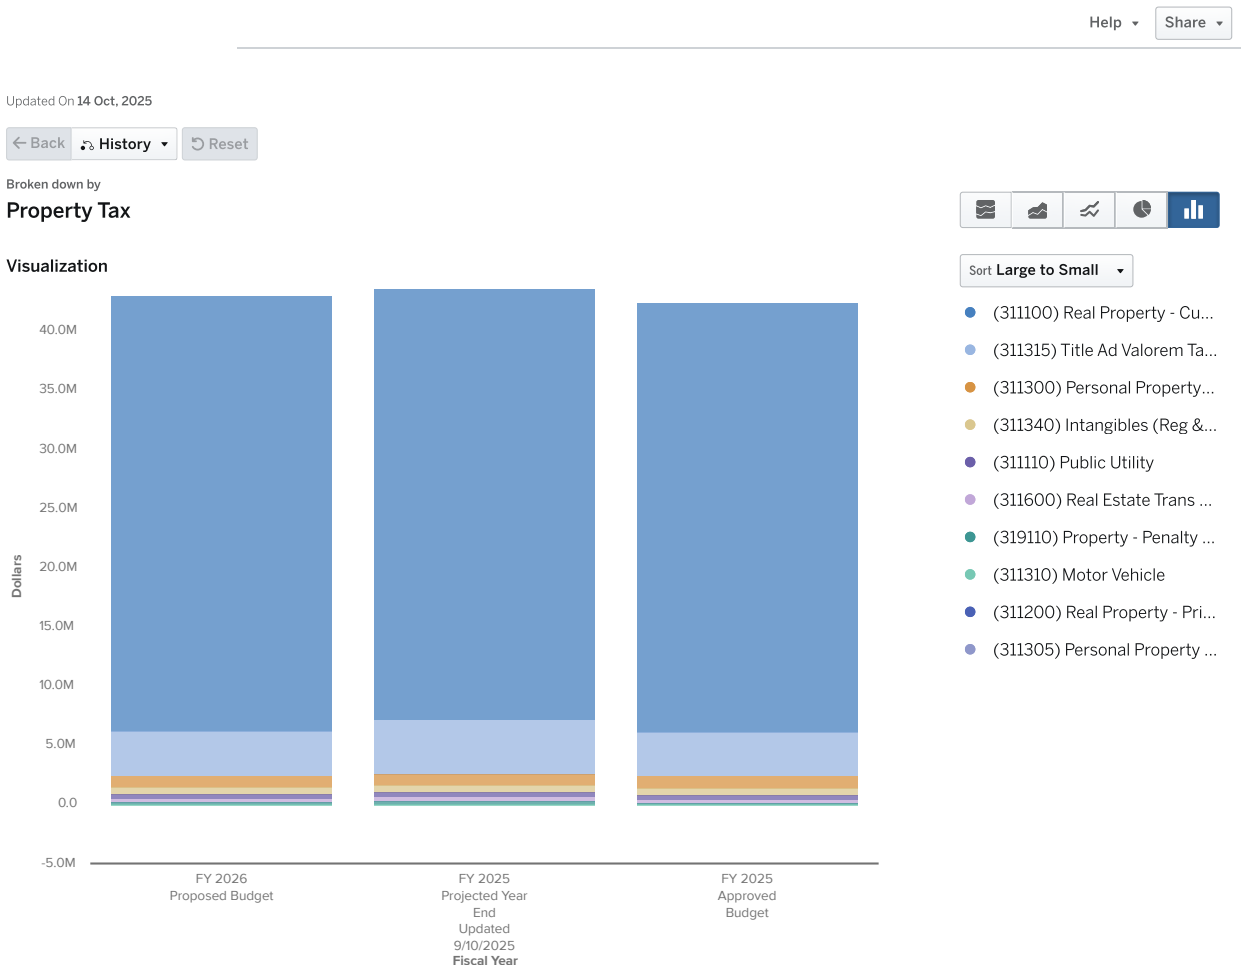 Help
Share
Updated On 14 Oct, 2025
Back
History
Reset
Broken down by
Property Tax
Visualization
Sort Large to Small
(311100) Real Property - Cu...
(311315) Title Ad Valorem Ta...
(311300) Personal Property...
(311340) Intangibles (Reg &...
(311110) Public Utility
(311600) Real Estate Trans ...
(319110) Property - Penalty ...
(311310) Motor Vehicle
(311200) Real Property - Pri...
(311305) Personal Property ...
Dollars
40.0M
35.0M
30.0M
25.0M
20.0M
15.0M
10.0M
5.0M
0.0
-5.0M
FY 2026
Proposed Budget
FY 2025
Projected Year
End
Updated
9/10/2025
FY 2025
Approved
Budget
Fiscal Year